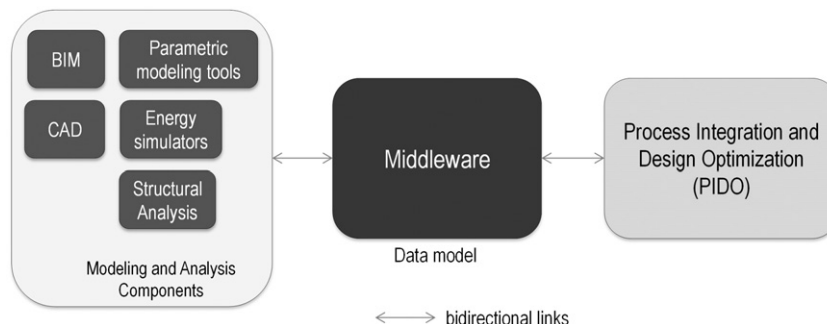 BIM
Parametric
modeling tools
CAD
Energy
simulators
Structural
Analysis
Modeling and Analysis
Components
Middleware
Data model
Process Integration and
Design Optimization
(PIDO)
bidirectional links